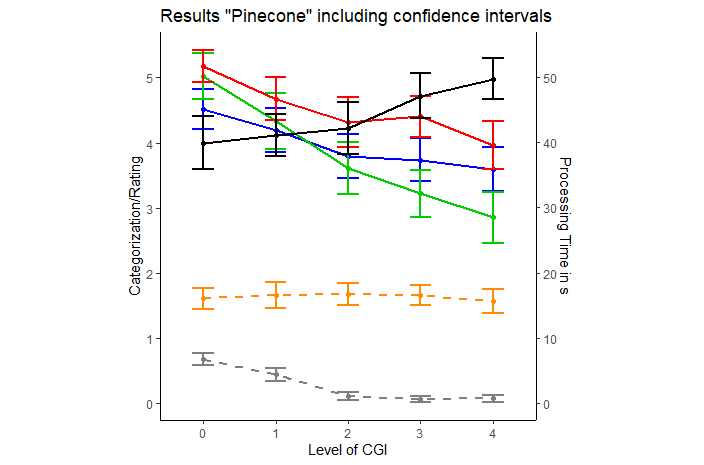 Results "Pinecone" including confidence intervals
Categorization/Rating
5
4
3
2
1
0
50
40
30
20
10
0
Processing Time in s
0 1 2 3 4
Level of CGI